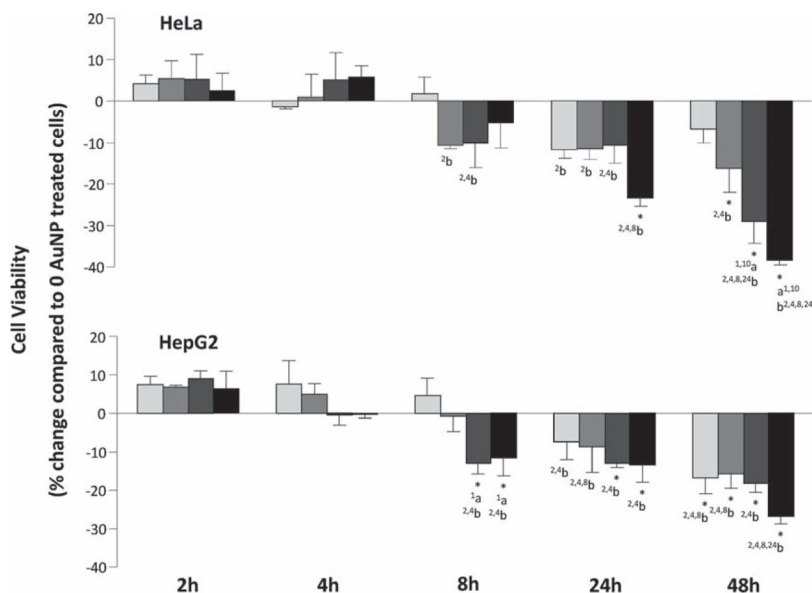 Cell Viability
(% change compared to 0 AuNP treated cells)
HeLa
20
10
0
-10
-20
-30
-40
2b
2,4b
2b
2b
2,4b
*
2,4,8b
*
2,4b
*
1,10a
2,4,8,24b
*
a1,10
b2,4,8,24
HepG2
20
10
0
-10
-20
-30
-40
*
1a
2,4b
*
1a
2,4b
2,4b
2,4,8b
*
2,4b
*
2,4b
*
2,4,8b
*
2,4,8b
*
2,4b
*
2,4,8,24b
2h 4h 8h 24h 48h